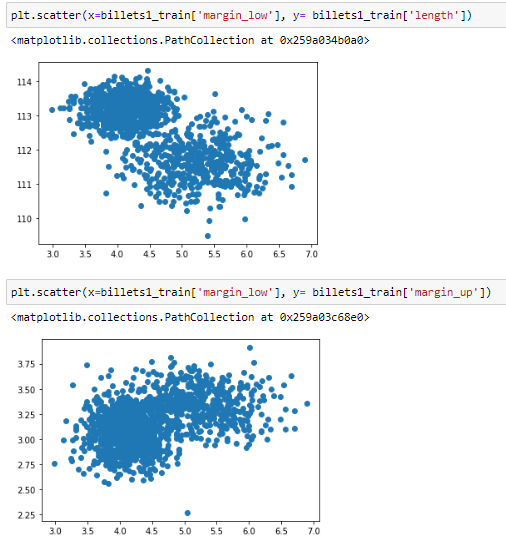 plt.scatter(x=billets1_train['margin_low'], y= billets1_train['length'])
<matplotlib.collections.PathCollection at 0x259a034b0a0>
114
113
112
111
110
3.0 3.5 4.0 4.5 5.0 5.5 6.0 6.5 7.0
plt.scatter(x=billets1_train['margin_low'], y= billets1_train['margin_up'])
<matplotlib.collections.PathCollection at 0x259a03c68e0>
3.75
3.50
3.25
3.00
2.75
2.50
2.25
3.0 3.5 4.0 4.5 5.0 5.5 6.0 6.5 7.0